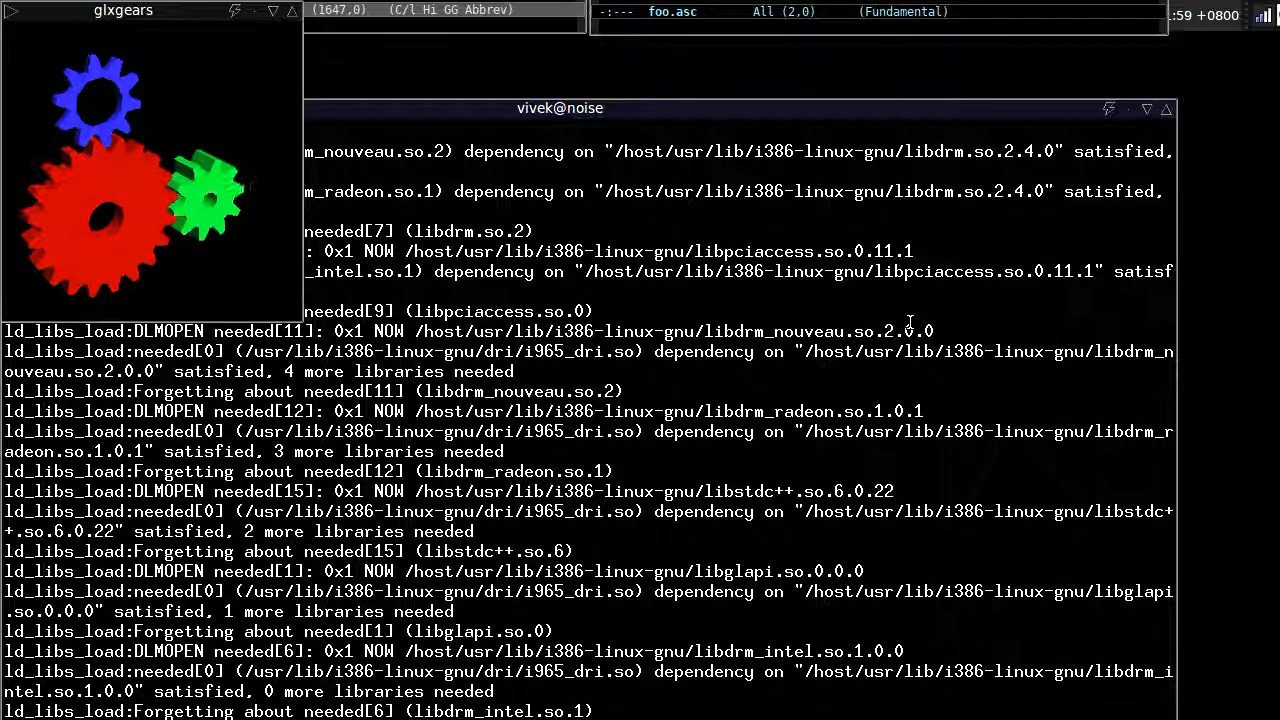 glxgears
(1647,0) (C/l Hi GG Abbrev)
-:--- foo.asc All (2,0) (Fundamental)
:59 +0800
vivek@noise
m_nouveau.so.2) dependency on "/host/usr/lib/i386-linux-gnu/libdrm.so.2.4.0" satisfied,
m_radeon.so.1) dependency on "/host/usr/lib/i386-linux-gnu/libdrm.so.2.4.0" satisfied,
needed[7] (libdrm.so.2)
: 0x1 NOW /host/usr/lib/i386-linux-gnu/libpciaccess.so.0.11.1
_intel.so.1) dependency on "/host/usr/lib/i386-linux-gnu/libpciaccess.so.0.11.1" satisf
needed[9] (libpciaccess.so.0)
ld_libs_load:DLMOPEN needed[11]: 0x1 NOW /host/usr/lib/i386-linux-gnu/libdrm_nouveau.so.2.0.0
ld_libs_load:needed[0] (/usr/lib/i386-linux-gnu/dri/i965_dri.so) dependency on "/host/usr/lib/i386-linux-gnu/libdrm_n
ouveau.so.2.0.0" satisfied, 4 more libraries needed
ld_libs_load:Forgetting about needed[11] (libdrm_nouveau.so.2)
ld_libs_load:DLMOPEN needed[12]: 0x1 NOW /host/usr/lib/i386-linux-gnu/libdrm_radeon.so.1.0.1
ld_libs_load:needed[0] (/usr/lib/i386-linux-gnu/dri/i965_dri.so) dependency on "/host/usr/lib/i386-linux-gnu/libdrm_r
adeon.so.1.0.1" satisfied, 3 more libraries needed
ld_libs_load:Forgetting about needed[12] (libdrm_radeon.so.1)
ld_libs_load:DLMOPEN needed[15]: 0x1 NOW /host/usr/lib/i386-linux-gnu/libstdc++.so.6.0.22
ld_libs_load:needed[0] (/usr/lib/i386-linux-gnu/dri/i965_dri.so) dependency on "/host/usr/lib/i386-linux-gnu/libstdc+
+.so.6.0.22" satisfied, 2 more libraries needed
ld_libs_load:Forgetting about needed[15] (libstdc++.so.6)
ld_libs_load:DLMOPEN needed[1]: 0x1 NOW /host/usr/lib/i386-linux-gnu/libglapi.so.0.0.0
ld_libs_load:needed[0] (/usr/lib/i386-linux-gnu/dri/i965_dri.so) dependency on "/host/usr/lib/i386-linux-gnu/libglapi
.so.0.0.0" satisfied, 1 more libraries needed
ld_libs_load:Forgetting about needed[1] (libglapi.so.0)
ld_libs_load:DLMOPEN needed[6]: 0x1 NOW /host/usr/lib/i386-linux-gnu/libdrm_intel.so.1.0.0
ld_libs_load:needed[0] (/usr/lib/i386-linux-gnu/dri/i965_dri.so) dependency on "/host/usr/lib/i386-linux-gnu/libdrm_i
ntel.so.1.0.0" satisfied, 0 more libraries needed
ld_libs_load:Forgetting about needed[6] (libdrm_intel.so.1)